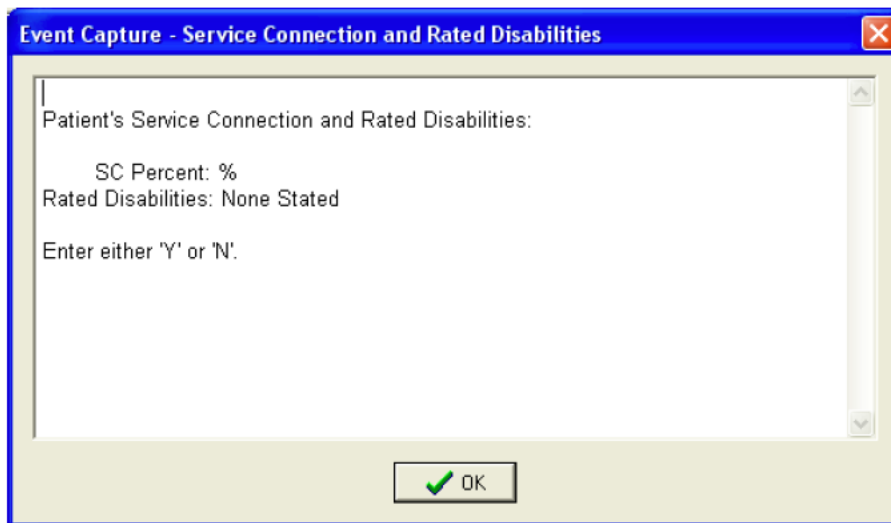 Event Capture - Service Connection and Rated Disabilities
Patient's Service Connection and Rated Disabilities:
SC Percent: %
Rated Disabilities: None Stated
Enter either 'Y' or 'N'.
OK